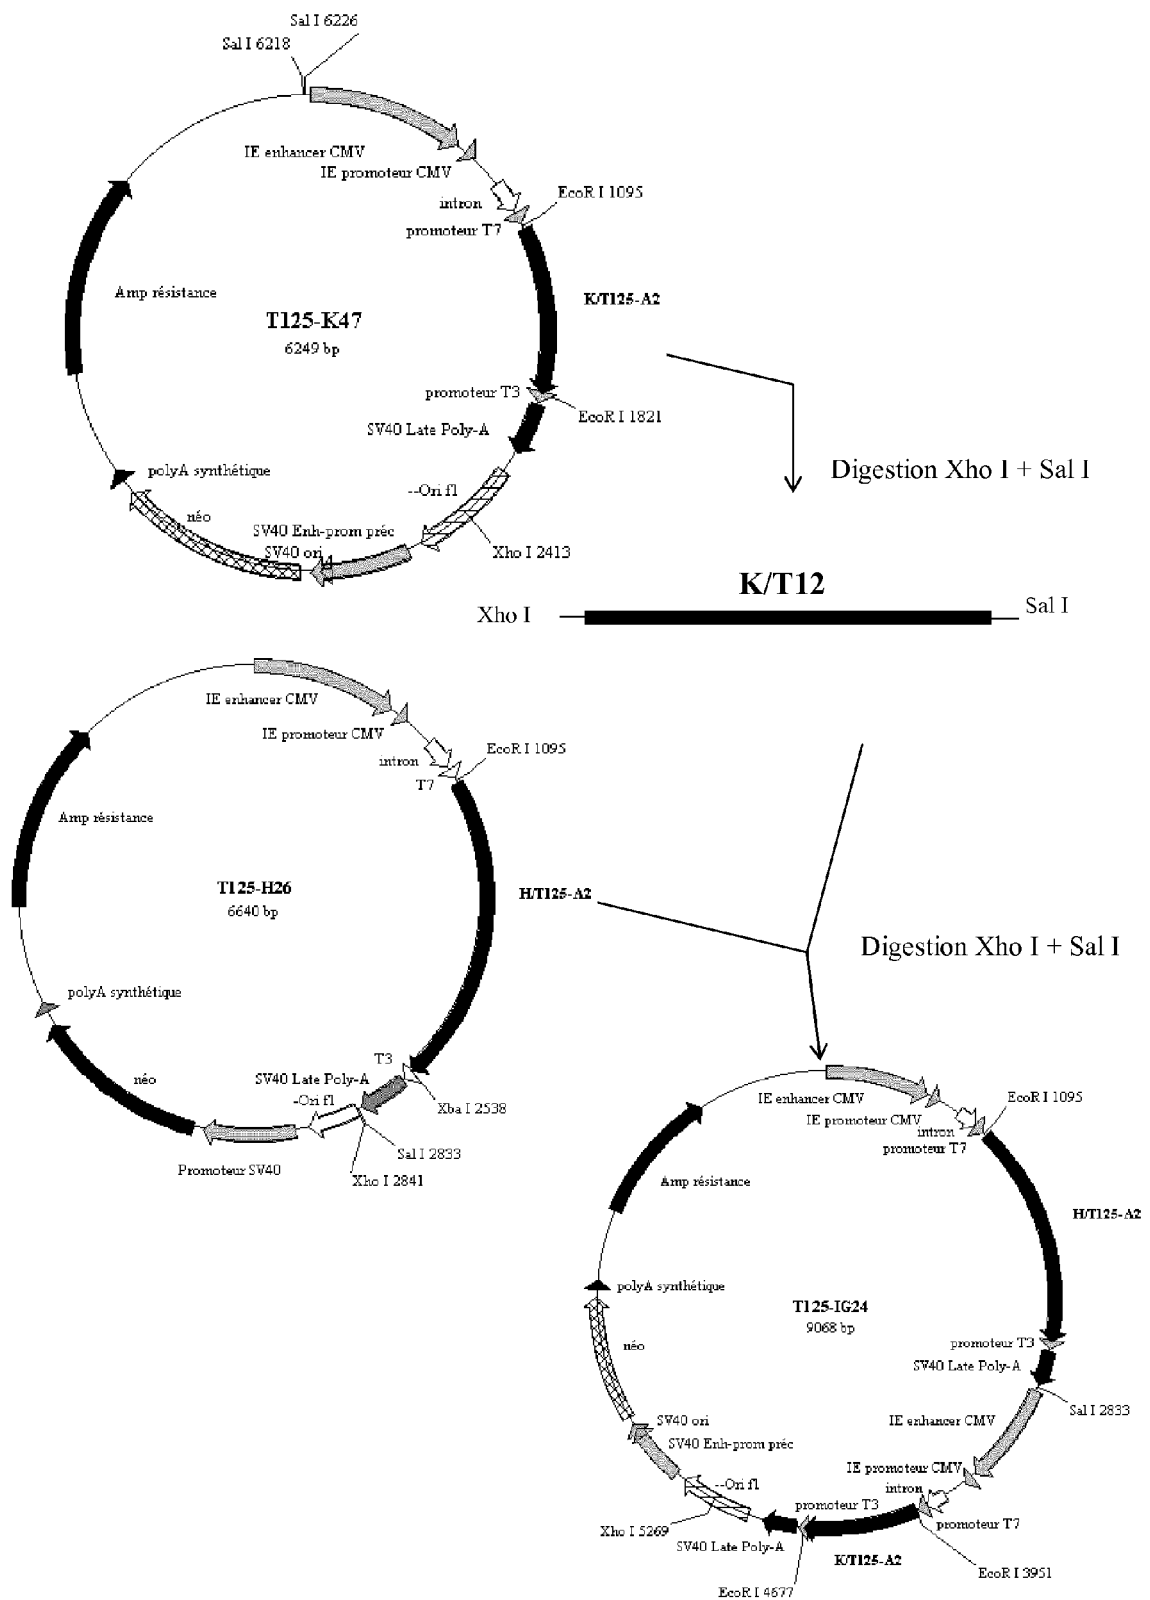 Sal I 6226
Sal I 6218
IE enhancer CMV
IE promoteur CMV
intron
EcoR I 1095
promoteur T7
Amp résistance
K/T125-A2
T125-K47
6249 bp
promoteur T3
EcoR I 1821
SV40 Late Poly-A
polyA synthétique
Digestion Xho I + Sal I
--Ori f1
néo
SV40 Enh-prom préc
SV40 ori
Xho I 2413
K/T12
Xho I
Sal I
IE enhancer CMV
IE promoteur CMV
EcoR I 1095
intron
T7
Amp résistance
T125-H26
6640 bp
H/T125-A2
Digestion Xho I + Sal I
polyA synthétique
T3
néo
SV40 Late Poly-A
-Ori f1
Xba I 2538
Sal I 2833
Promoteur SV40
Xho I 2841
IE enhancer CMV
EcoR I 1095
IE promoteur CMV
intron
promoteur T7
Amp résistance
H/T125-A2
polyA synthétique
T125-IG24
9068 bp
promoteur T3
néo
SV40 Late Poly-A
Sal I 2833
SV40 ori
IE enhancer CMV
SV40 Enh-prom préc
IE promoteur CMV
--Ori f1
intron
promoteur T3
Xho I 5269
promoteur T7
SV40 Late Poly-A
K/T125-A2
EcoR I 3951
EcoR I 4677